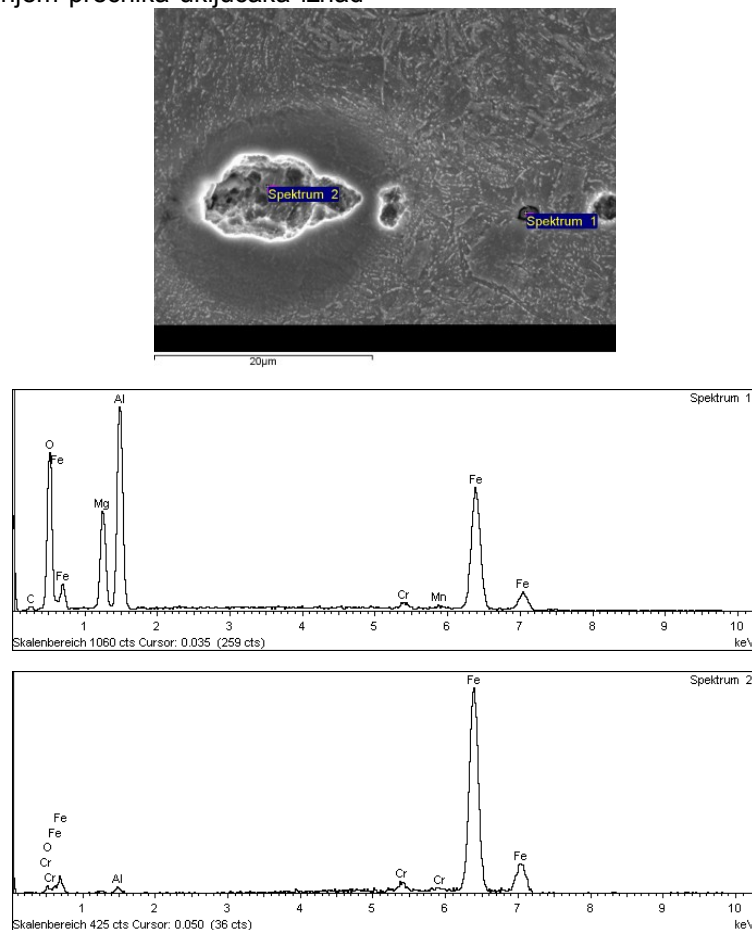 prečnika uključaka iznad
Spektrum 2
Spektrum 1
20µm
Spektrum 1
Al
O
Fe
Mg
Fe
Fe
C
Cr
Mn
Fe
1 2 3 4 5 6 7 8 9 10
Skalenbereich 1060 cts Cursor: 0.035 (259 cts)
keV
Spektrum 2
Fe
Fe
Fe
O
Cr
Cr
Al
Cr
Cr
Fe
1 2 3 4 5 6 7 8 9 10
Skalenbereich 425 cts Cursor: 0.050 (36 cts)
keV